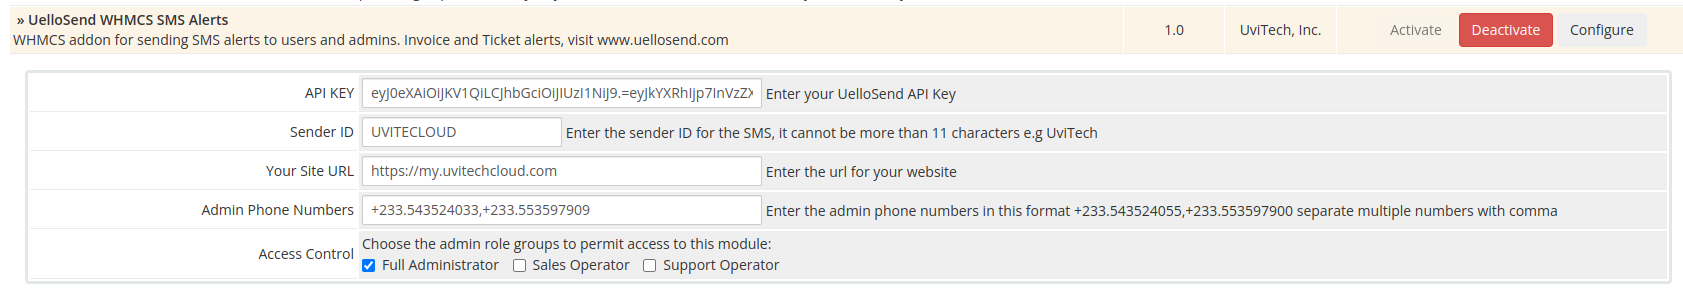 » UelloSend WHMCS SMS Alerts
WHMCS addon for sending SMS alerts to users and admins. Invoice and Ticket alerts, visit www.uellosend.com
1.0
UviTech, Inc.
Activate
Deactivate
Configure
API KEY eyJ0eXAiOiJKV1QiLCJhbGciOiJIUzI1NiJ9.=eyJkYXRhIjp7InVzZX Enter your UelloSend API Key
Sender ID UVITECLOUD Enter the sender ID for the SMS, it cannot be more than 11 characters e.g UviTech
Your Site URL https://my.uvitechcloud.com Enter the url for your website
Admin Phone Numbers +233.543524033,+233.553597909 Enter the admin phone numbers in this format +233.543524055,+233.553597900 separate multiple numbers with comma
Access Control
Choose the admin role groups to permit access to this module:
Full Administrator Sales Operator Support Operator